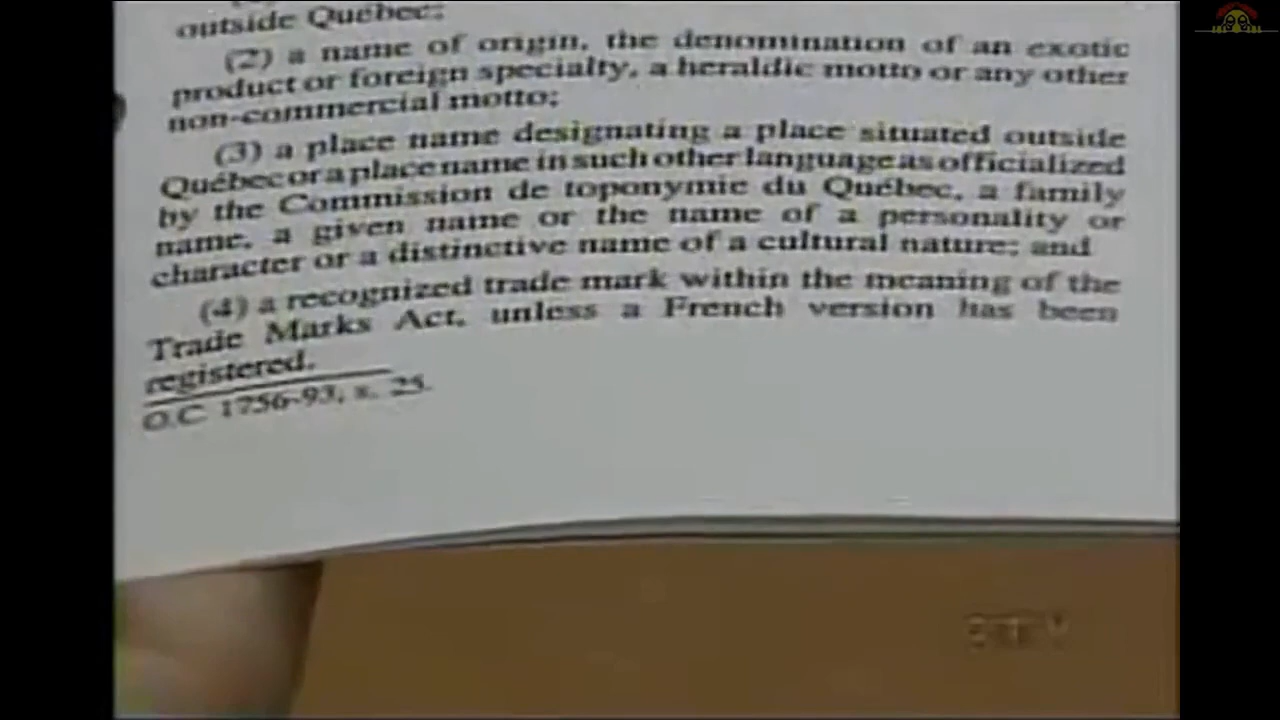 outside Québec;
(2) a name of origin, the denomination of an exotic
product or foreign specialty, a heraldic motto or any other
non-commercial motto;
(3) a place name designating a place situated outside
Québec or a place name in such other language as officialized
by the Commission de toponymie du Québec, a family
name, a given name or the name of a personality or
character or a distinctive name of a cultural nature; and
(4) a recognized trade mark within the meaning of the
Trade Marks Act, unless a French version has been
registered.
O.C. 1756-93, s. 25.